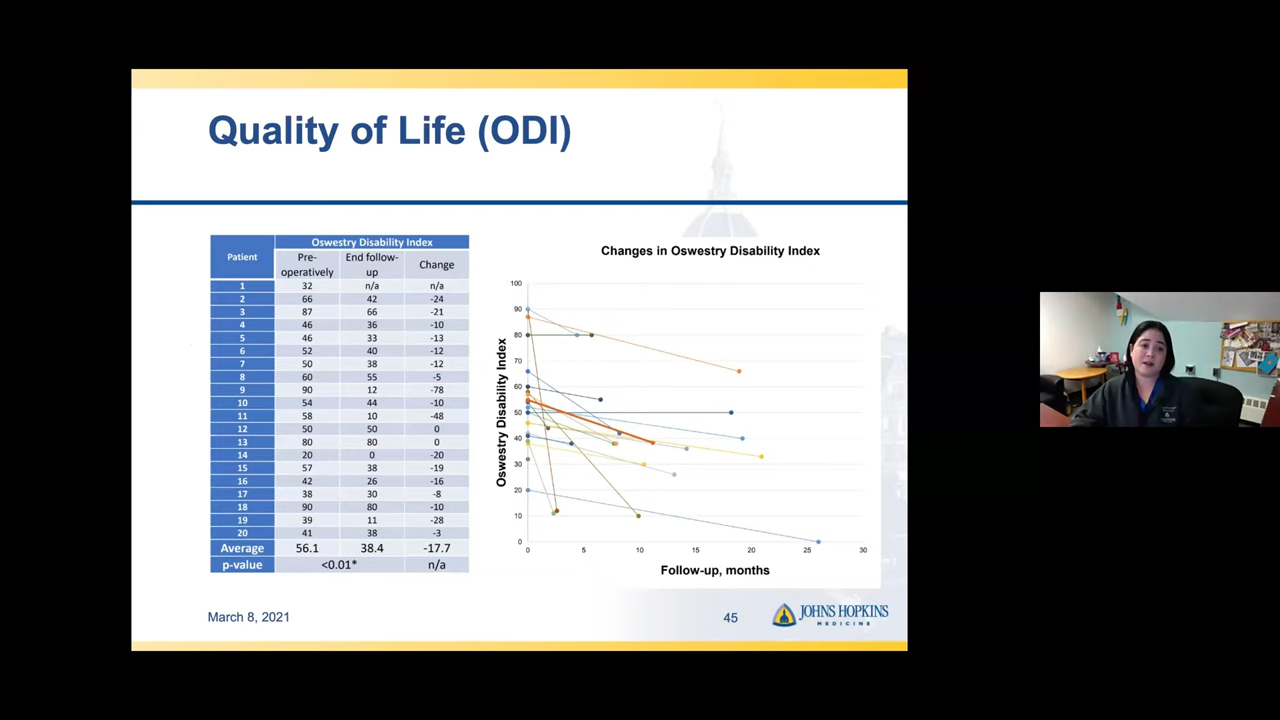 Quality of Life (ODI)
Patient Oswestry Disability Index
Pre-operatively End follow-up Change
1 32 n/a n/a
2 66 42 -24
3 87 66 -21
4 46 36 -10
5 46 33 -13
6 52 40 -12
7 50 38 -12
8 60 55 -5
9 90 12 -78
10 54 44 -10
11 58 10 -48
12 50 50 0
13 80 80 0
14 20 0 -20
15 57 38 -19
16 42 26 -16
17 38 30 -8
18 90 80 -10
19 39 11 -28
20 41 38 -3
Average 56.1 38.4 -17.7
p-value <0.01* n/a
Changes in Oswestry Disability Index
Oswestry Disability Index
100
90
80
70
60
50
40
30
20
10
0
0 5 10 15 20 25 30
Follow-up, months
March 8, 2021
45
JOHNS HOPKINS
MEDICINE